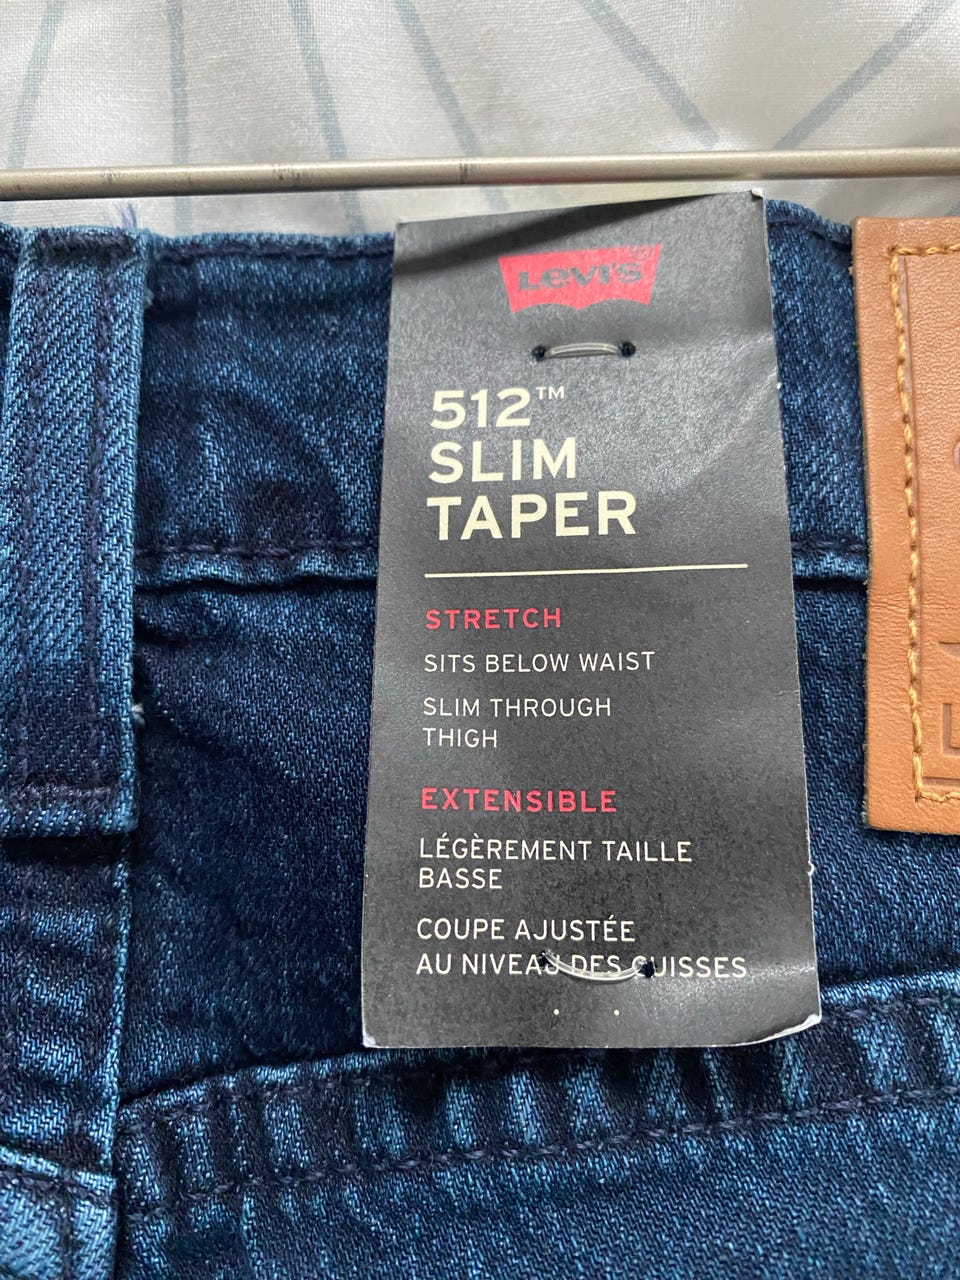 Levi's®
512™
SLIM
TAPER
STRETCH
SITS BELOW WAIST
SLIM THROUGH
THIGH
EXTENSIBLE
LÉGÈREMENT TAILLE
BASSE
COUPE AJUSTÉE
AU NIVEAU DES CUISSES